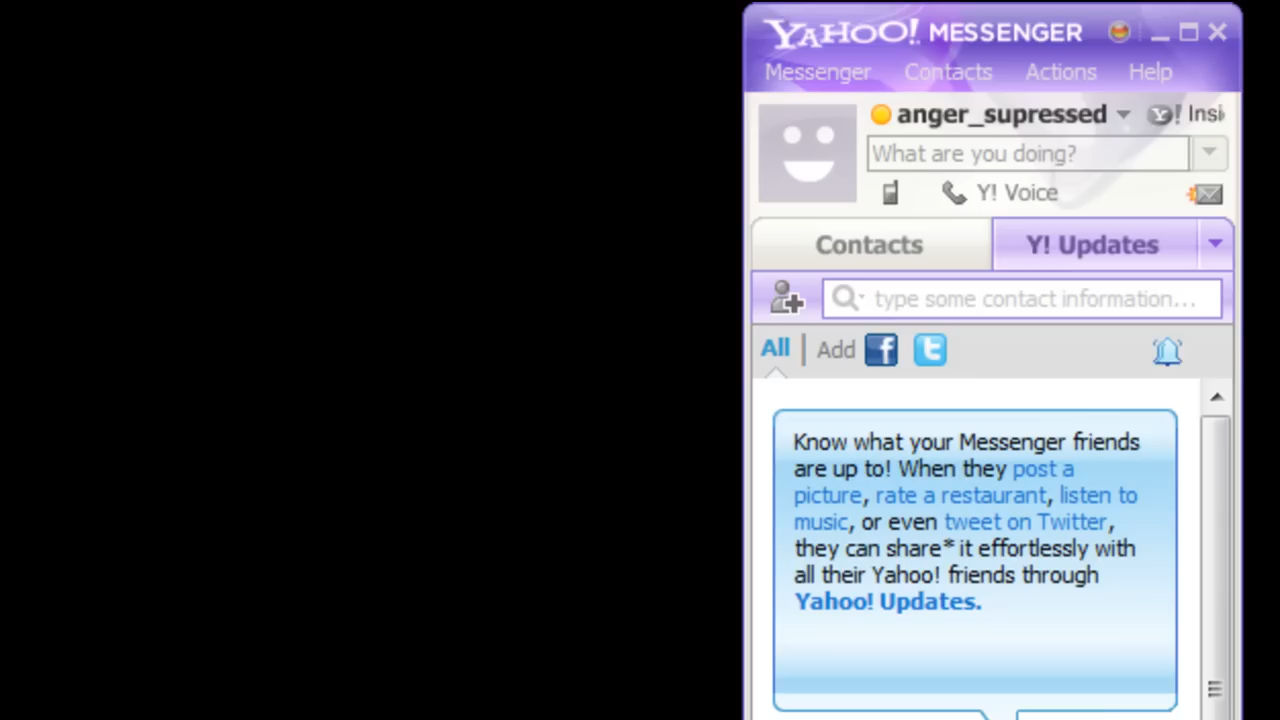 YAHOO! MESSENGER
Messenger Contacts Actions Help
anger_supressed Y! Insi
What are you doing?
Y! Voice
Contacts Y! Updates
type some contact information...
All | Add f t
Know what your Messenger friends
are up to! When they post a
picture, rate a restaurant, listen to
music, or even tweet on Twitter,
they can share* it effortlessly with
all their Yahoo! friends through
Yahoo! Updates.